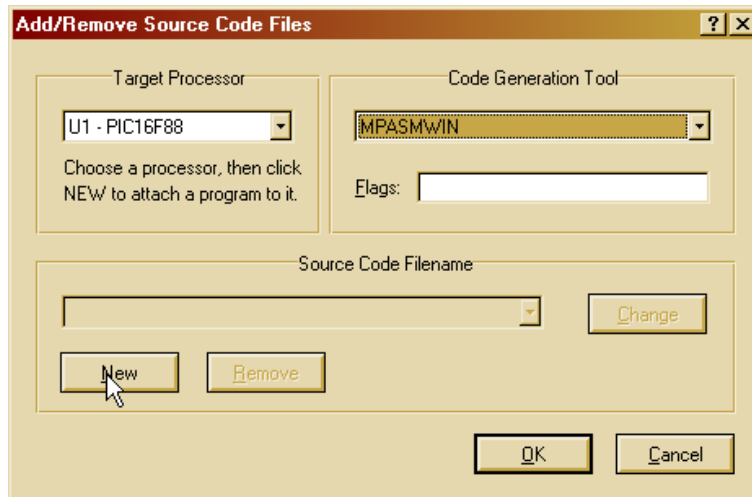 Add/Remove Source Code Files
Target Processor
U1 - PIC16F88
Choose a processor, then click
NEW to attach a program to it.
Code Generation Tool
MPASMWIN
Flags:
Source Code Filename
Change
New
Remove
OK
Cancel